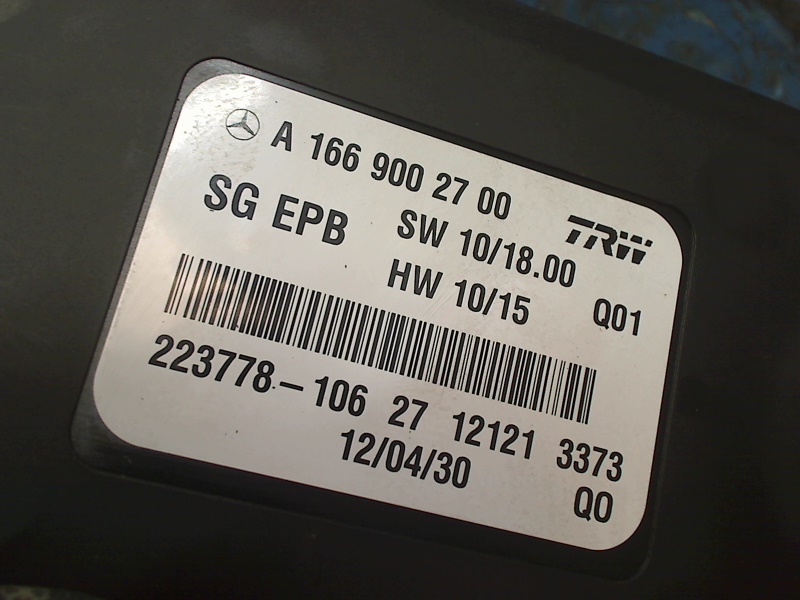 A 166 900 27 00
SG EPB SW 10/18.00 TRW
HW 10/15 Q01
223778-106 27 12121 3373
12/04/30 Q0